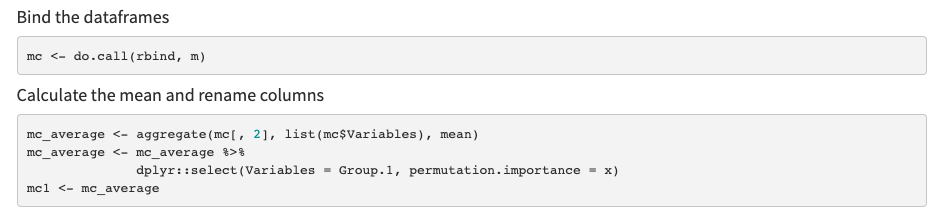 Bind the dataframes
mc <- do.call(rbind, m)
Calculate the mean and rename columns
mc_average <- aggregate(mc[, 2], list(mc$Variables), mean)
mc_average <- mc_average %>%
              dplyr::select(Variables = Group.1, permutation.importance = x)
mc1 <- mc_average